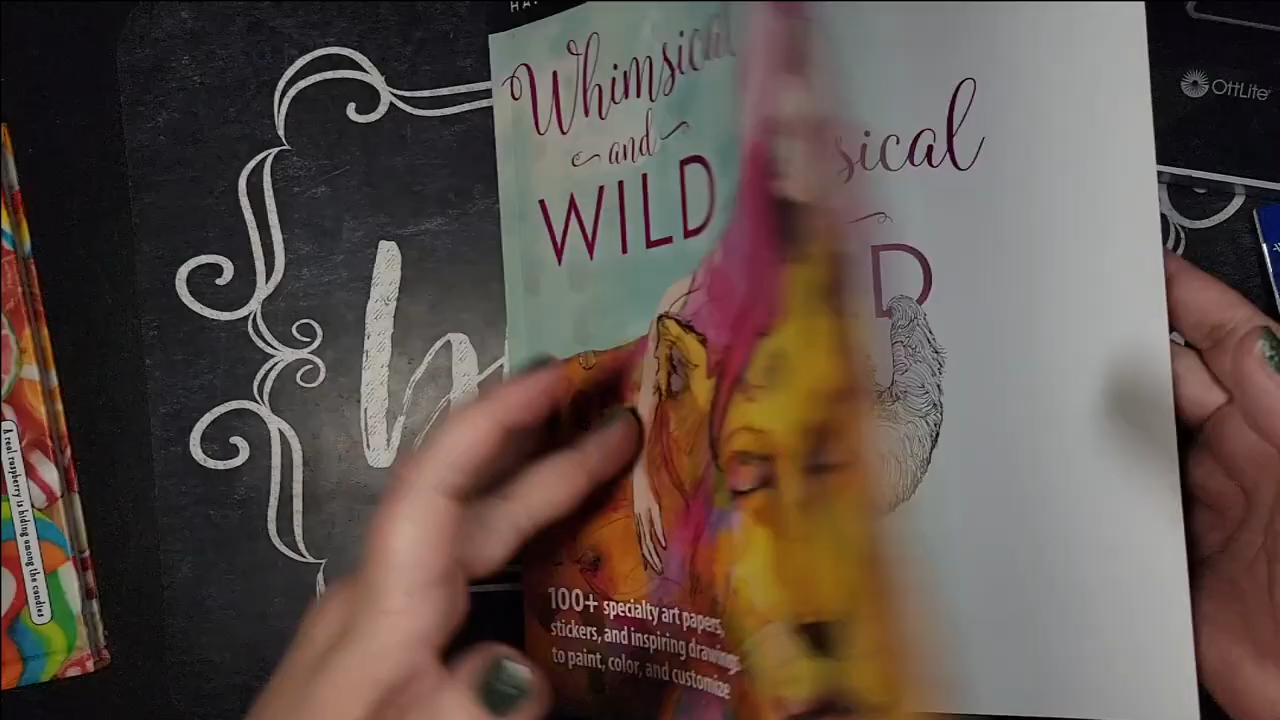 HA
Whimsical
and
WILD
sical
D
100+ specialty art papers,
stickers, and inspiring drawings
to paint, color, and customize
OttLite
A real raspberry is hiding among the candies